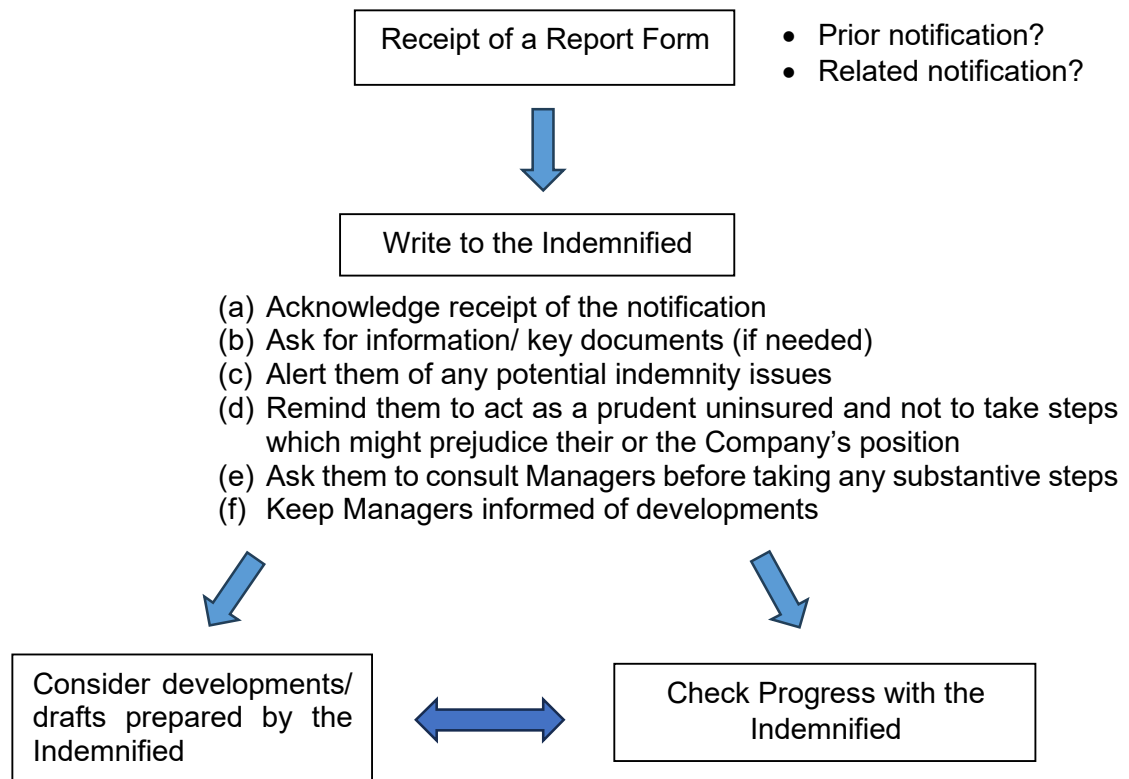 Receipt of a Report Form
• Prior notification?
• Related notification?
Write to the Indemnified
(a) Acknowledge receipt of the notification
(b) Ask for information/ key documents (if needed)
(c) Alert them of any potential indemnity issues
(d) Remind them to act as a prudent uninsured and not to take steps
which might prejudice their or the Company’s position
(e) Ask them to consult Managers before taking any substantive steps
(f) Keep Managers informed of developments
Consider developments/
drafts prepared by the
Indemnified
Check Progress with the
Indemnified